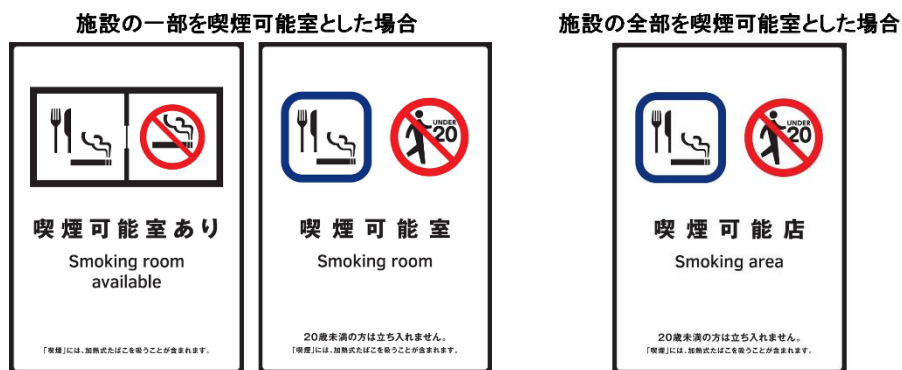 施設の一部を喫煙可能室とした場合
喫煙可能室あり
Smoking room
available
「喫煙」には、加熱式たばこを吸うことが含まれます。
UNDER
20
喫煙可能室
Smoking room
20歳未満の方は立ち入れません。
「喫煙」には、加熱式たばこを吸うことが含まれます。
施設の全部を喫煙可能室とした場合
UNDER
20
喫煙可能店
Smoking area
20歳未満の方は立ち入れません。
「喫煙」には、加熱式たばこを吸うことが含まれます。